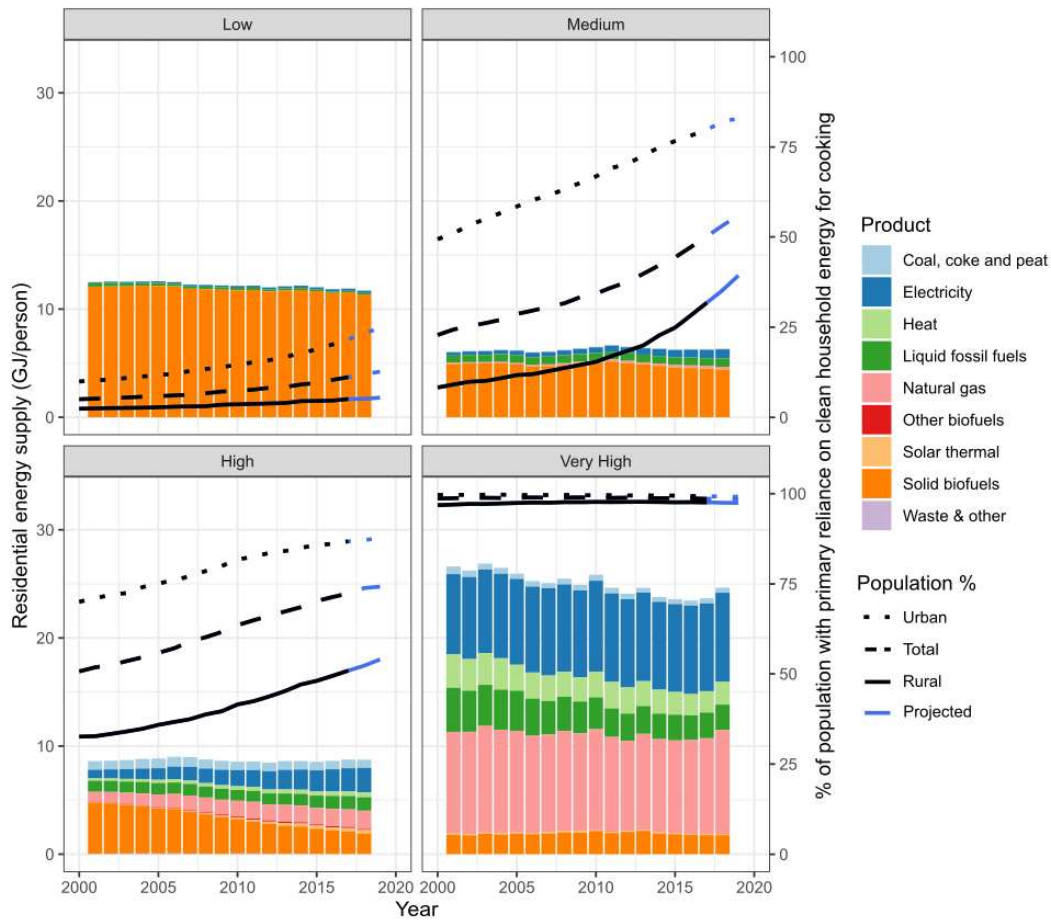 Low
Medium
30
20
10
0
100
75
50
25
0
High
Very High
30
20
10
0
100
75
50
25
0
2000 2005 2010 2015 2020
2000 2005 2010 2015 2020
Year
Residential energy supply (GJ/person)
% of population with primary reliance on clean household energy for cooking
Product
Coal, coke and peat
Electricity
Heat
Liquid fossil fuels
Natural gas
Other biofuels
Solar thermal
Solid biofuels
Waste & other
Population %
Urban
Total
Rural
Projected